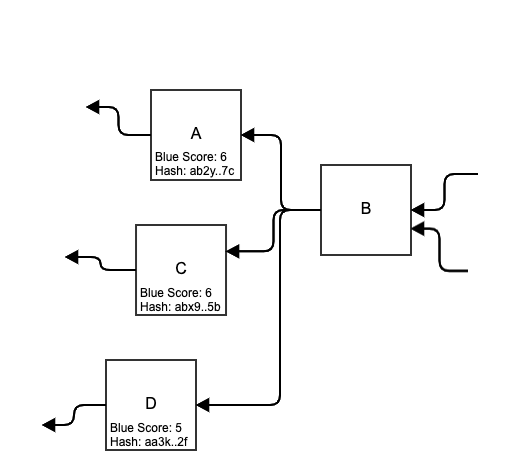 A
Blue Score: 6
Hash: ab2y..7c
B
C
Blue Score: 6
Hash: abx9..5b
D
Blue Score: 5
Hash: aa3k..2f